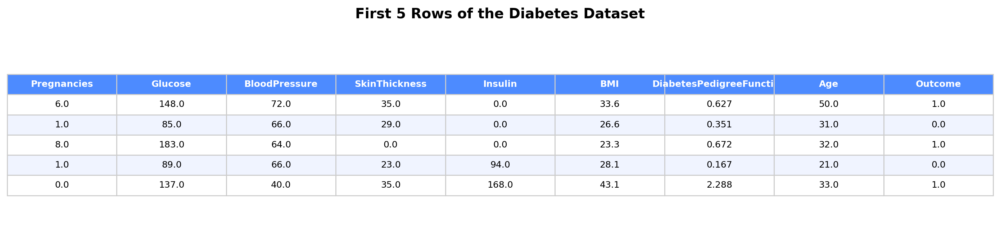 First 5 Rows of the Diabetes Dataset
Pregnancies Glucose BloodPressure SkinThickness Insulin BMI DiabetesPedigreeFuncti Age Outcome
6.0 148.0 72.0 35.0 0.0 33.6 0.627 50.0 1.0
1.0 85.0 66.0 29.0 0.0 26.6 0.351 31.0 0.0
8.0 183.0 64.0 0.0 0.0 23.3 0.672 32.0 1.0
1.0 89.0 66.0 23.0 94.0 28.1 0.167 21.0 0.0
0.0 137.0 40.0 35.0 168.0 43.1 2.288 33.0 1.0